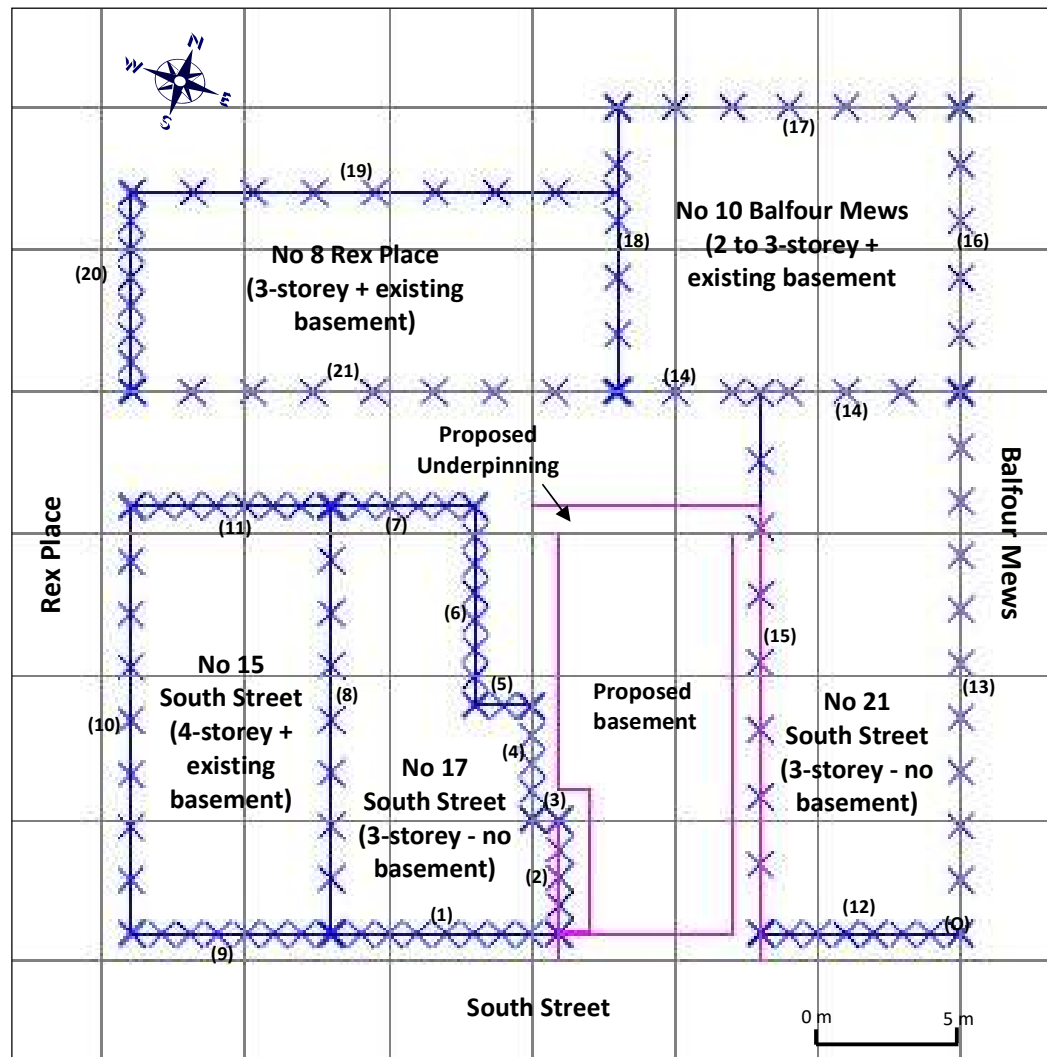 N
W
E
S
(17)
(19)
No 10 Balfour Mews
(2 to 3-storey +
existing basement
(18)
(16)
No 8 Rex Place
(3-storey + existing
basement)
(20)
(21)
(14)
(14)
Proposed
Underpinning
Balfour Mews
Rex Place
(11)
(7)
(6)
(15)
No 15
South Street
(4-storey +
existing
basement)
(10)
(8)
(5)
Proposed
basement
(13)
No 21
South Street
(3-storey - no
basement)
(4)
No 17
South Street
(3-storey - no
basement)
(3)
(2)
(1)
(12)
(O)
(9)
South Street
0 m
5 m